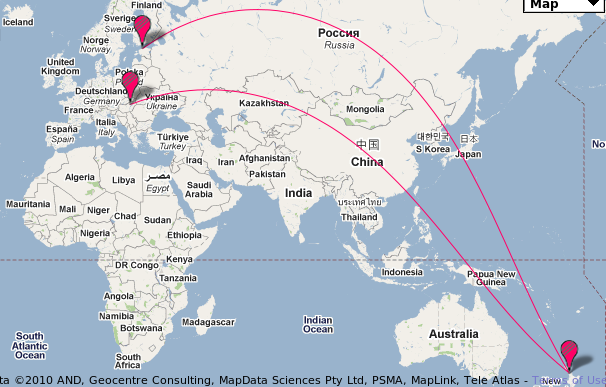 Map
Iceland
Finland
Sverige
Sweden
Norge
Norway
Россия
Russia
United
Kingdom
Polska
Deutschland
Germany
Україна
Ukraine
France
Kazakhstan
Mongolia
No
España
Spain
Italia
Italy
Türkiye
Turkey
中国
China
대한민국
S Korea
日本
Japan
Iraq
Iran
Afghanistan
Pakistan
Algeria
Libya
مصر
Egypt
Saudi
Arabia
India
ประเทศไทย
Thailand
Mauritania
Mali
Niger
Chad
Sudan
Nigeria
Ethiopia
DR Congo
Kenya
Tanzania
Indonesia
Papua New
Guinea
Angola
Namibia
Botswana
Madagascar
South
Atlantic
Ocean
South
Africa
Indian
Ocean
Australia
New
ta ©2010 AND, Geocentre Consulting, MapData Sciences Pty Ltd, PSMA, MapLink, Tele Atlas - Terms of Use